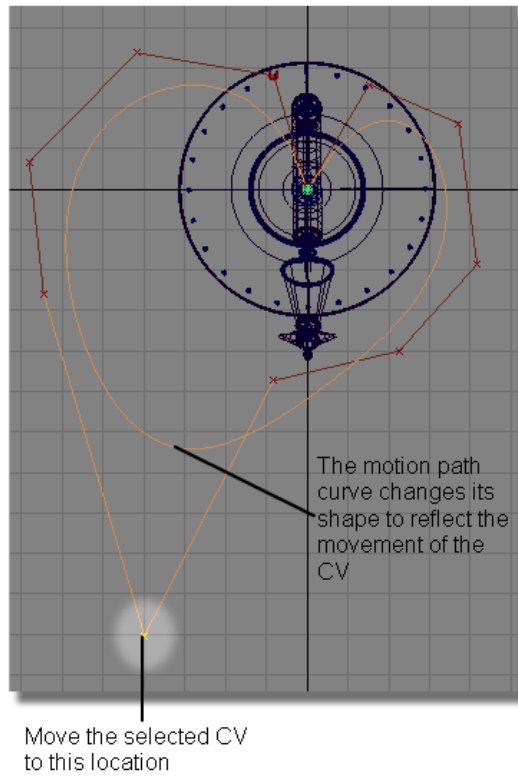 The motion path
curve changes its
shape to reflect the
movement of the
CV
Move the selected CV
to this location